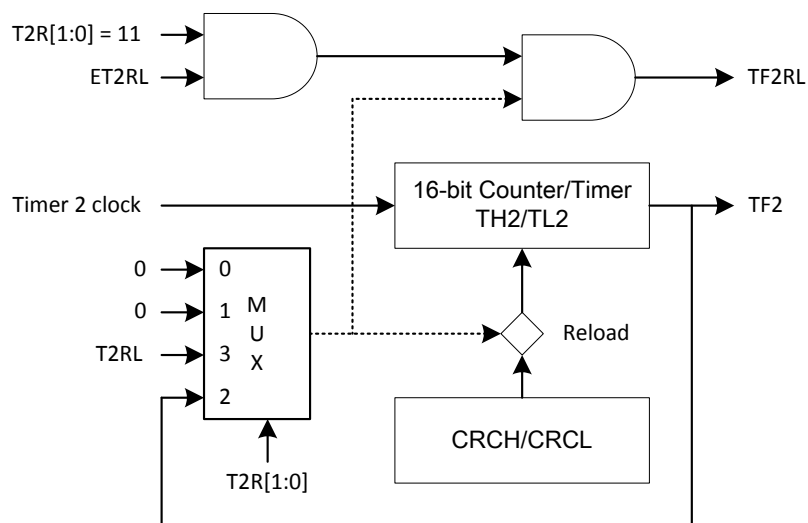 T2R[1:0] = 11
ET2RL
TF2RL
Timer 2 clock
16-bit Counter/Timer
TH2/TL2
TF2
0
0
0
1
T2RL
3
2
M
U
X
Reload
CRCH/CRCL
T2R[1:0]